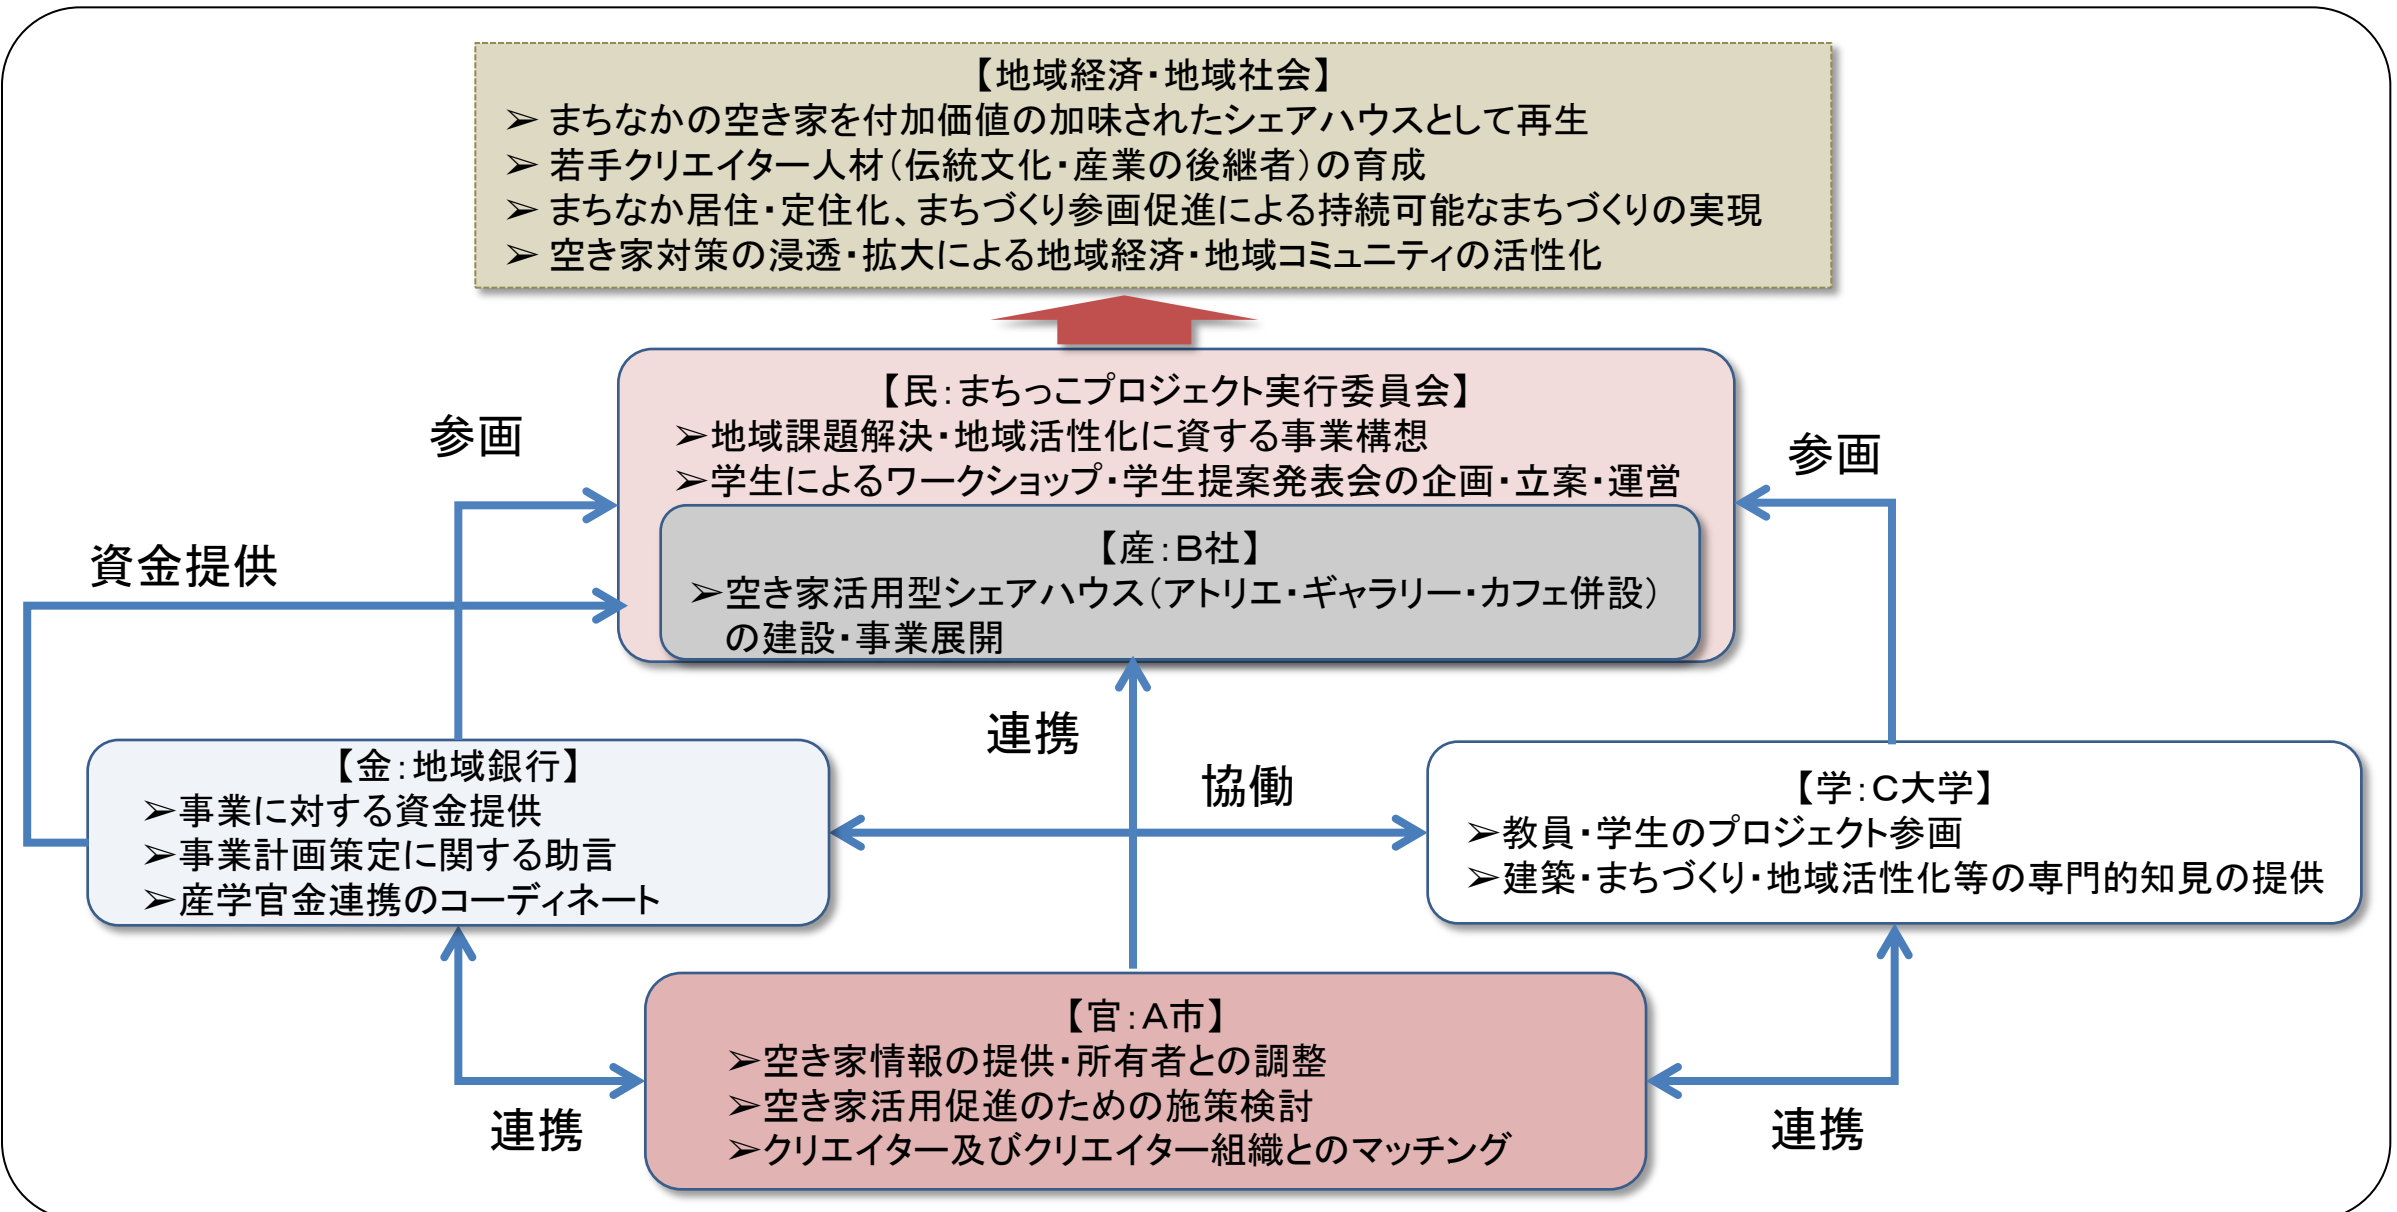 【地域経済・地域社会】
➢ まちなかの空き家を付加価値の加味されたシェアハウスとして再生
➢ 若手クリエイター人材(伝統文化・産業の後継者)の育成
➢ まちなか居住・定住化、まちづくり参画促進による持続可能なまちづくりの実現
➢ 空き家対策の浸透・拡大による地域経済・地域コミュニティの活性化
【民:まちっこプロジェクト実行委員会】
➢地域課題解決・地域活性化に資する事業構想
➢学生によるワークショップ・学生提案発表会の企画・立案・運営
参画
参画
【産:B社】
➢空き家活用型シェアハウス(アトリエ・ギャラリー・カフェ併設)
の建設・事業展開
資金提供
連携
協働
【金:地域銀行】
➢事業に対する資金提供
➢事業計画策定に関する助言
➢産学官金連携のコーディネート
【学:C大学】
➢教員・学生のプロジェクト参画
➢建築・まちづくり・地域活性化等の専門的知見の提供
【官:A市】
➢空き家情報の提供・所有者との調整
➢空き家活用促進のための施策検討
➢クリエイター及びクリエイター組織とのマッチング
連携
連携